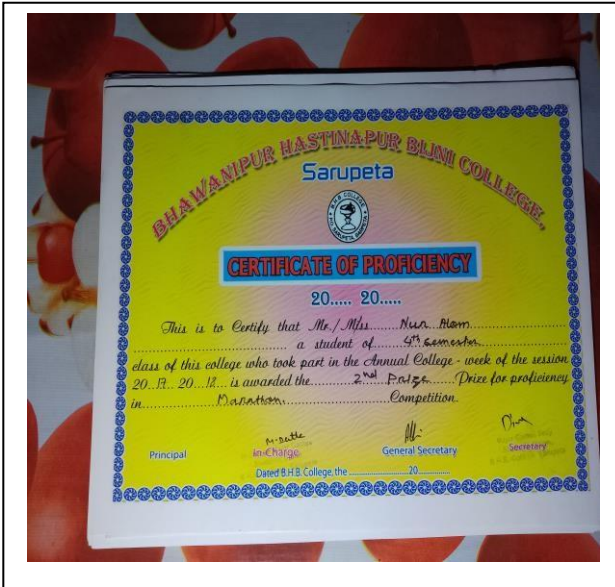 BHAWANIPUR HASTINAPUR BLINI COLLEGE,
Sarupeta
B.H.B. COLLEGE
CERTIFICATE OF PROFICIENCY
20..... 20.....
This is to Certify that Mr./Miss Nur Alam
a student of 4th semester
class of this college who took part in the Annual College - week of the session
20 20 is awarded the 2nd Prize Prize for proficiency
in Marathon Competition
Principal
In-Charge
General Secretary
Secretary
Dated B.H.B. College, the 20